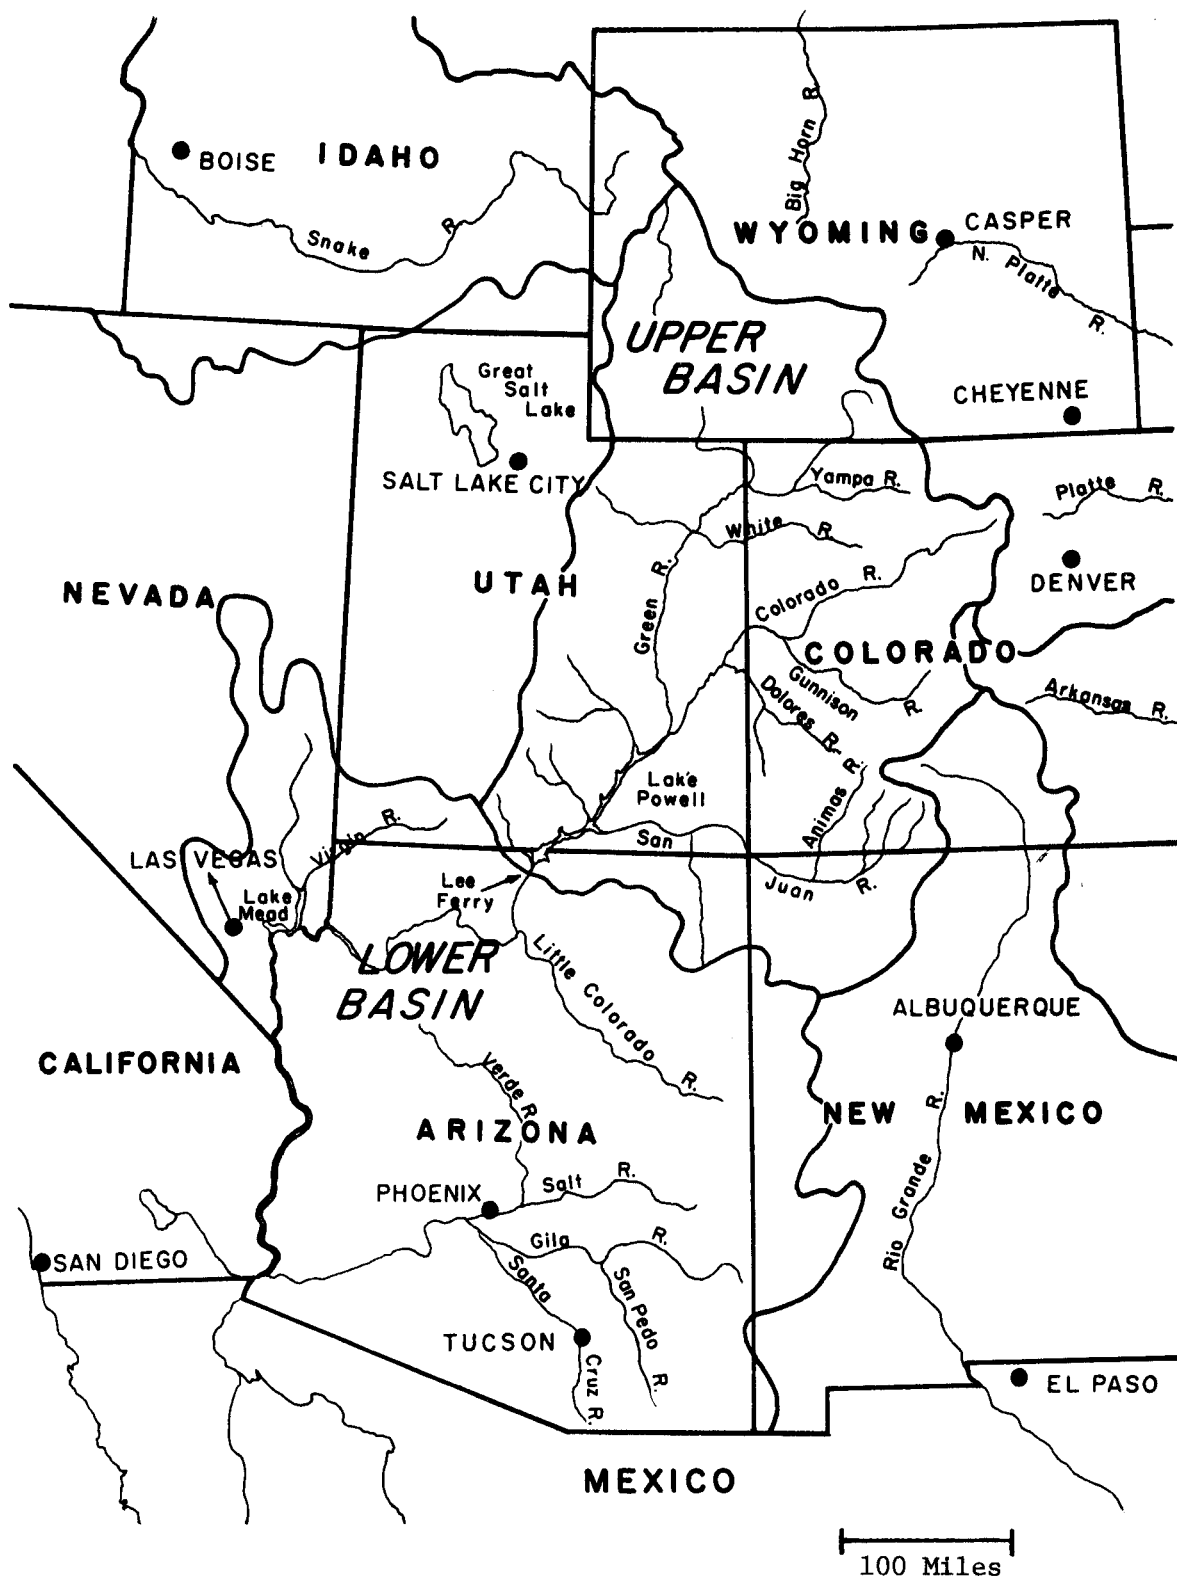 Big Horn R.
BOISE
IDAHO
Snake R.
WYOMING
CASPER
N. Platte R.
UPPER
BASIN
Great
Salt
Lake
CHEYENNE
SALT LAKE CITY
Yampa R.
Platte R.
White R.
NEVADA
UTAH
Green R.
Colorado R.
DENVER
COLORADO
Gunnison R.
Dolores R.
Arkansas R.
Lake
Powell
Animas R.
San Juan R.
LAS VEGAS
Virgin R.
Lake
Mead
Lee
Ferry
LOWER
BASIN
Little Colorado R.
ALBUQUERQUE
CALIFORNIA
Verde R.
ARIZONA
NEW MEXICO
PHOENIX
Salt R.
Rio Grande R.
SAN DIEGO
Gila R.
Santa Cruz R.
San Pedo R.
TUCSON
EL PASO
MEXICO
100 Miles